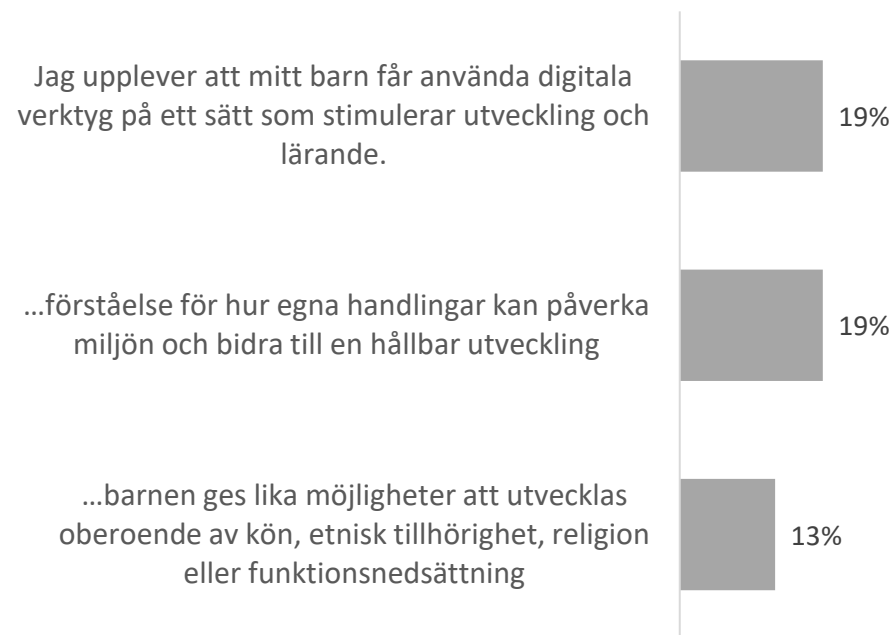 Jag upplever att mitt barn får använda digitala
verktyg på ett sätt som stimulerar utveckling och
lärande.
19%
...förståelse för hur egna handlingar kan påverka
miljön och bidra till en hållbar utveckling
19%
...barnen ges lika möjligheter att utvecklas
oberoende av kön, etnisk tillhörighet, religion
eller funktionsnedsättning
13%